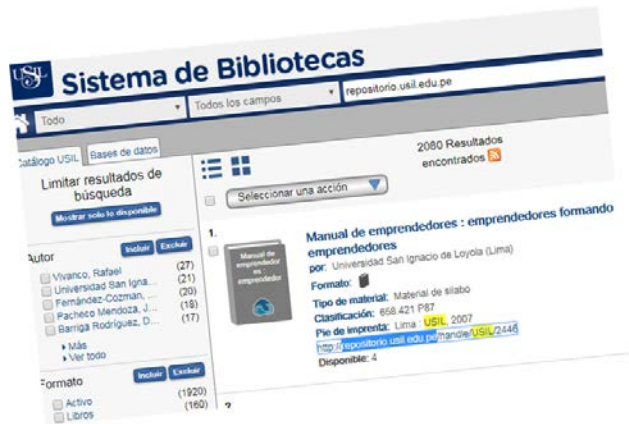 USIL Sistema de Bibliotecas
Todo Todos los campos repositorio.usil.edu.pe
Catálogo USIL Bases de datos
Limitar resultados de
búsqueda
Mostrar solo lo disponible
Autor Incluir Excluir
Vivanco, Rafael (27)
Universidad San Igna... (21)
Fernández-Cozman, ... (20)
Pacheco Mendoza, J... (18)
Barriga Rodríguez, D... (17)
Más
Ver todo
Formato Incluir Excluir
Activo (1920)
Libros (160)
2080 Resultados
encontrados
Seleccionar una acción
1.
Manual de
emprendedor
es :
emprendedor
Manual de emprendedores : emprendedores formando
emprendedores
por: Universidad San Ignacio de Loyola (Lima)
Formato:
Tipo de material: Material de sílabo
Clasificación: 658.421 P87
Pie de imprenta: Lima : USIL, 2007
http://repositorio.usil.edu.pe/handle/USIL/2446
Disponible: 4
2.